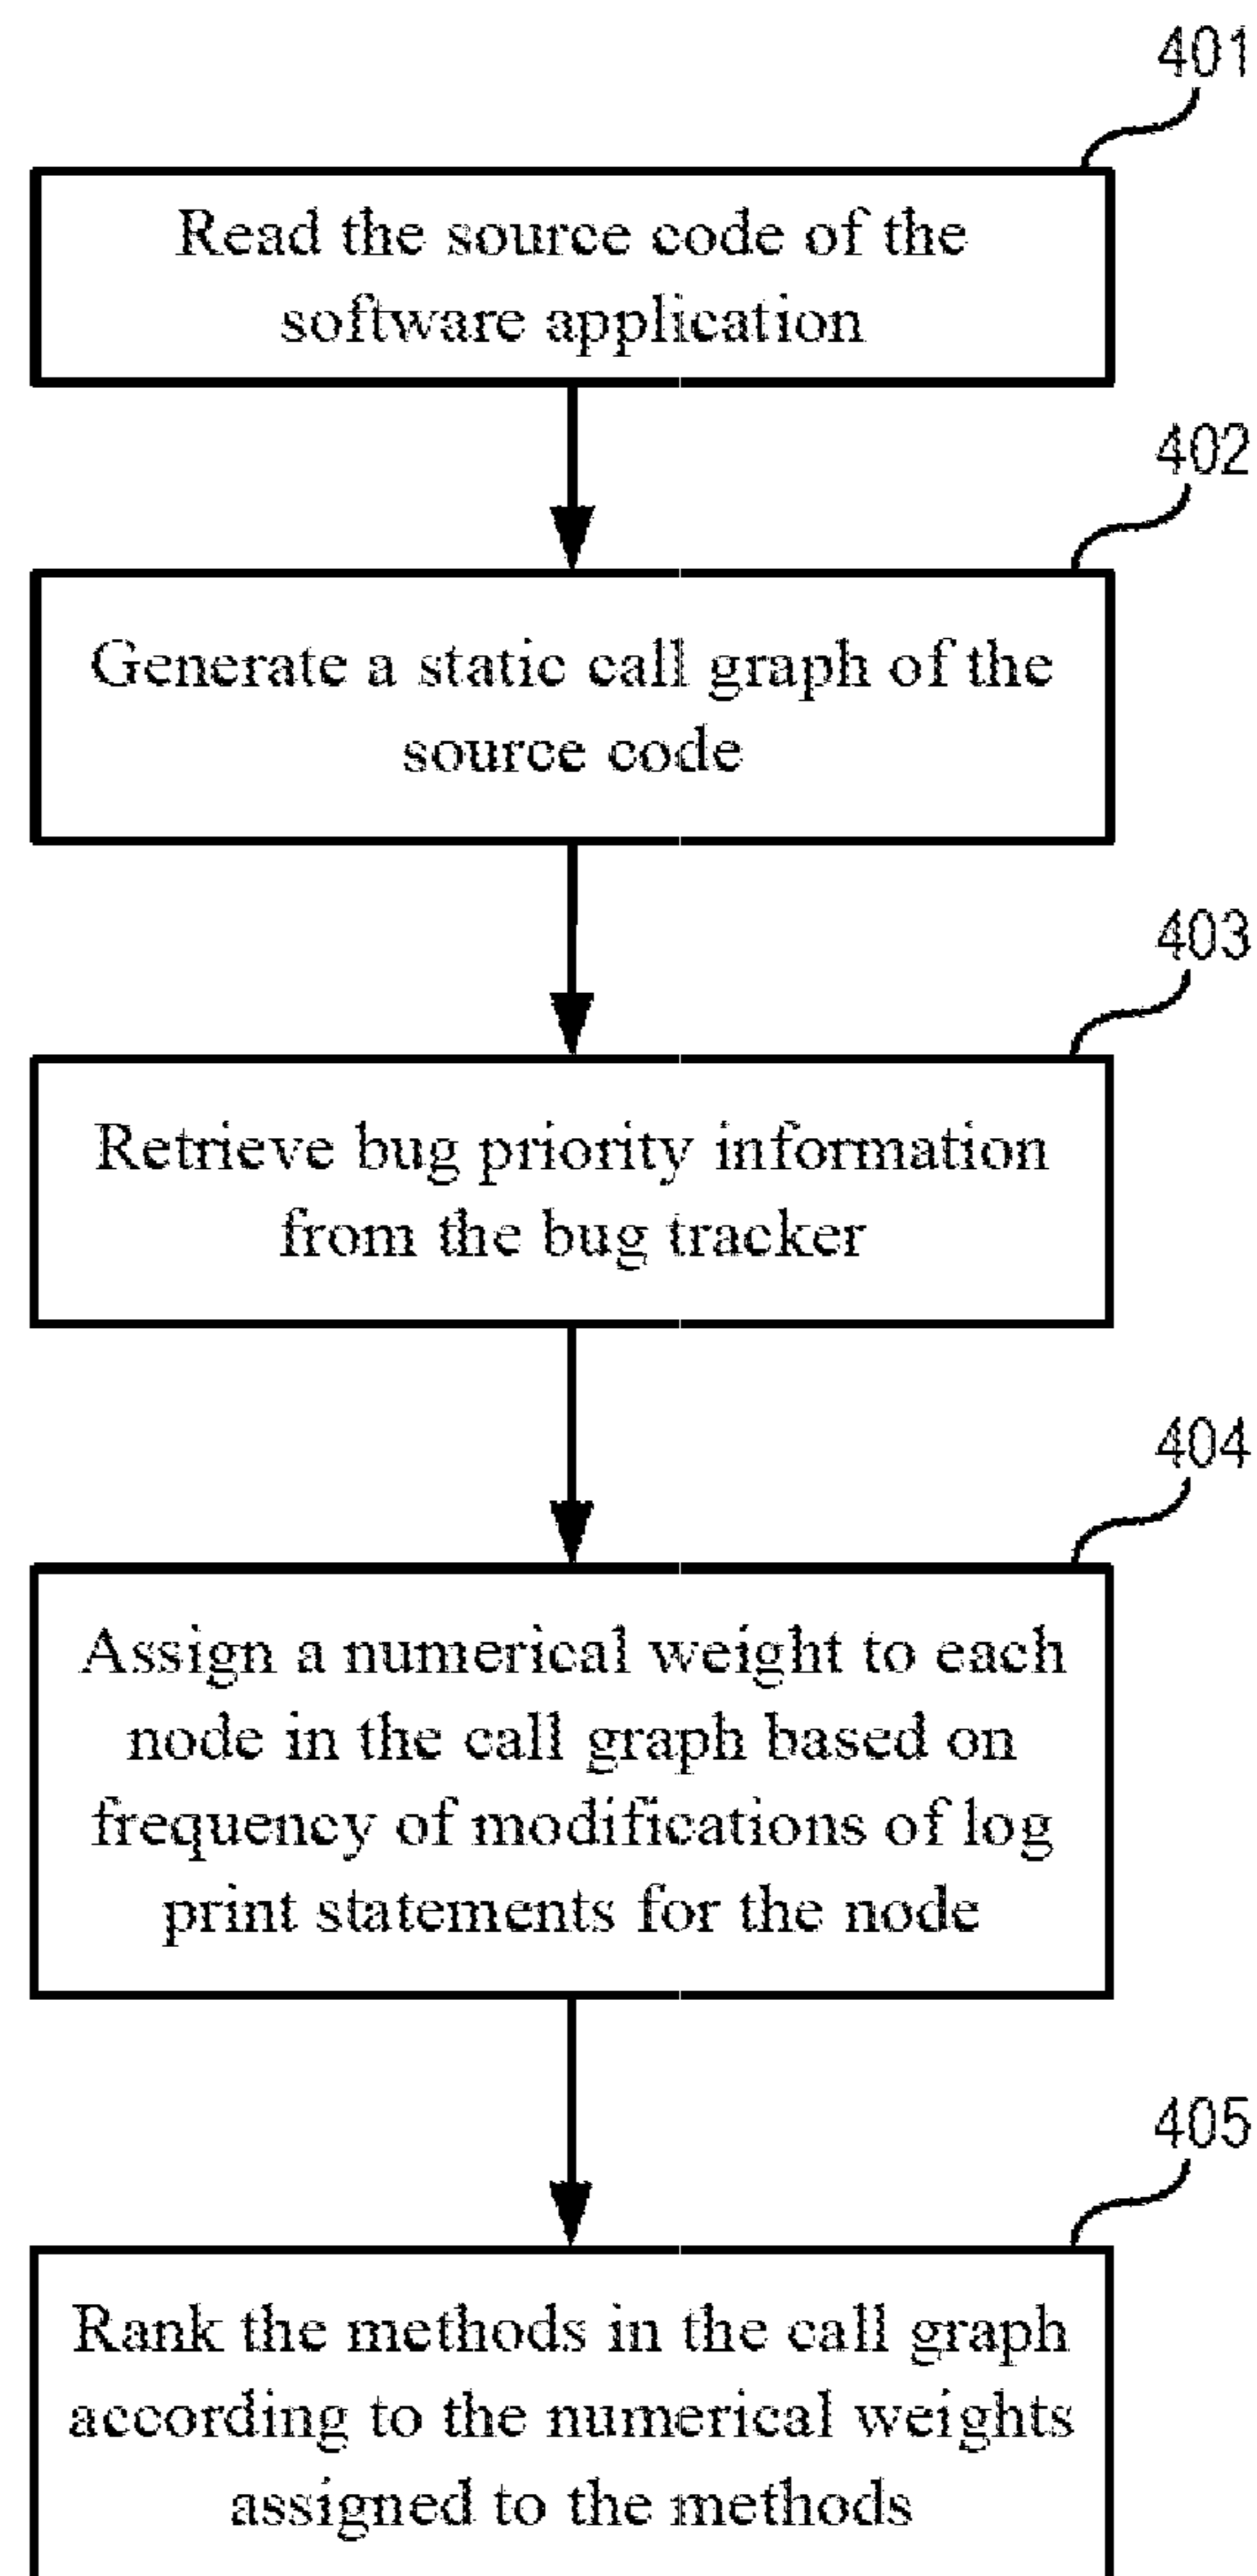 401
Read the source code of the
software application
402
Generate a static call graph of the
source code
403
Retrieve bug priority information
from the bug tracker
404
Assign a numerical weight to each
node in the call graph based on
frequency of modifications of log
print statements for the node
405
Rank the methods in the call graph
according to the numerical weights
assigned to the methods